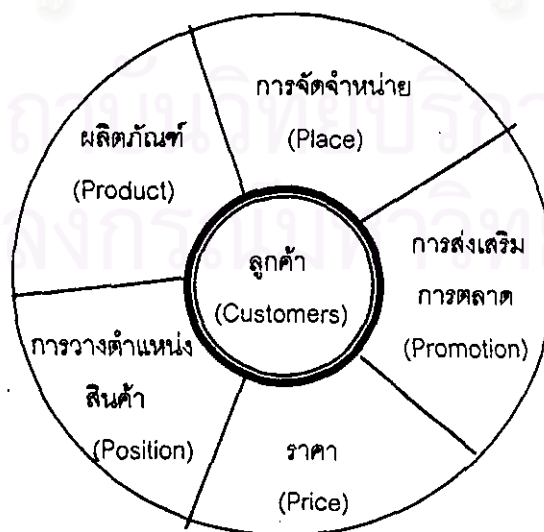 การจัดจำหน่าย
(Place)
ผลิตภัณฑ์
(Product)
การส่งเสริม
การตลาด
(Promotion)
ลูกค้า
(Customers)
การวางตำแหน่ง
สินค้า
(Position)
ราคา
(Price)